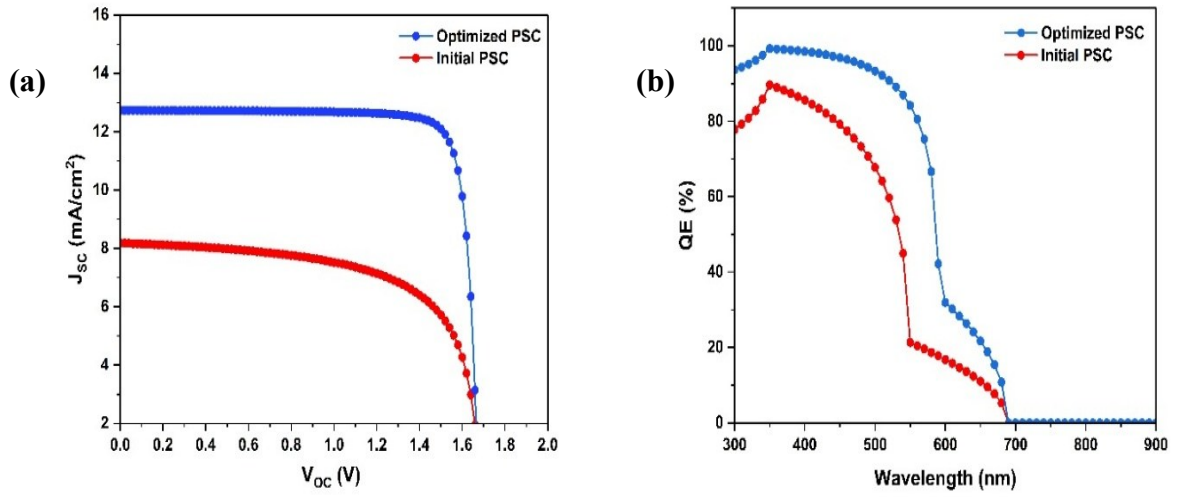 (a)
16
14
12
10
8
6
4
2
J_SC (mA/cm²)
0.0 0.2 0.4 0.6 0.8 1.0 1.2 1.4 1.6 1.8 2.0
V_OC (V)
Optimized PSC
Initial PSC
(b)
100
80
60
40
20
0
QE (%)
300 400 500 600 700 800 900
Wavelength (nm)
Optimized PSC
Initial PSC